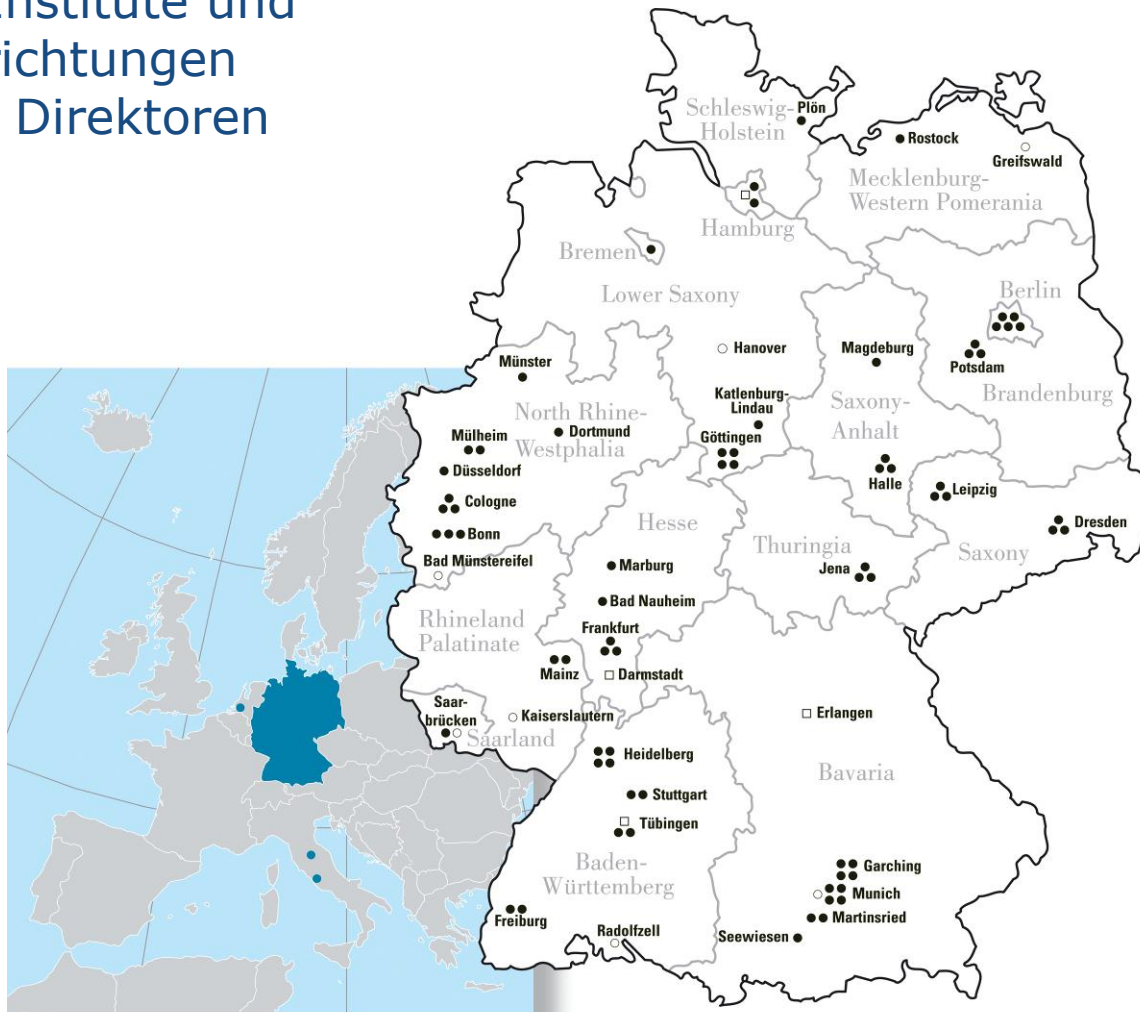 nstitute und
richtungen
Direktoren
Schleswig-
Holstein
Plön
Rostock
Greifswald
Mecklenburg-
Western Pomerania
Hamburg
Bremen
Lower Saxony
Berlin
Hanover
Magdeburg
Potsdam
Brandenburg
Münster
North Rhine-
Westphalia
Dortmund
Mülheim
Düsseldorf
Cologne
Bonn
Bad Münstereifel
Katlenburg-
Lindau
Göttingen
Saxony-
Anhalt
Halle
Leipzig
Dresden
Saxony
Hesse
Thuringia
Jena
Marburg
Bad Nauheim
Frankfurt
Rhineland
Palatinate
Mainz
Darmstadt
Saar-
brücken
Saarland
Kaiserslautern
Erlangen
Heidelberg
Bavaria
Stuttgart
Tübingen
Baden-
Württemberg
Garching
Munich
Martinsried
Seewiesen
Freiburg
Radolfzell